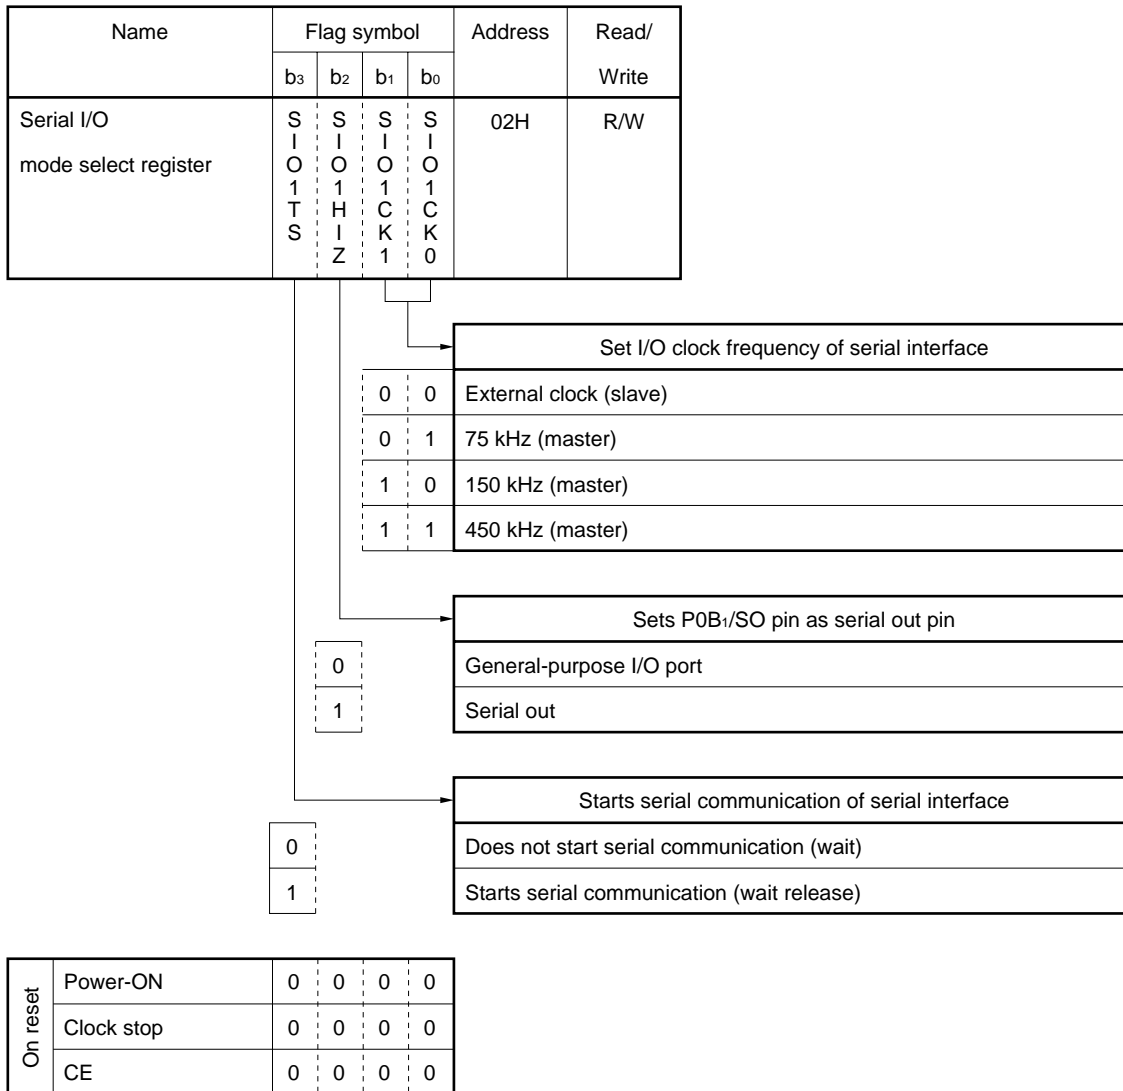 Name Flag symbol Address Read/
b3 b2 b1 b0 Write
Serial I/O SIO1TS SIO1HIZ SIO1CK1 SIO1CK0 02H R/W
mode select register
Set I/O clock frequency of serial interface
0 0 External clock (slave)
0 1 75 kHz (master)
1 0 150 kHz (master)
1 1 450 kHz (master)
Sets P0B1/SO pin as serial out pin
0 General-purpose I/O port
1 Serial out
Starts serial communication of serial interface
0 Does not start serial communication (wait)
1 Starts serial communication (wait release)
On reset
Power-ON 0 0 0 0
Clock stop 0 0 0 0
CE 0 0 0 0